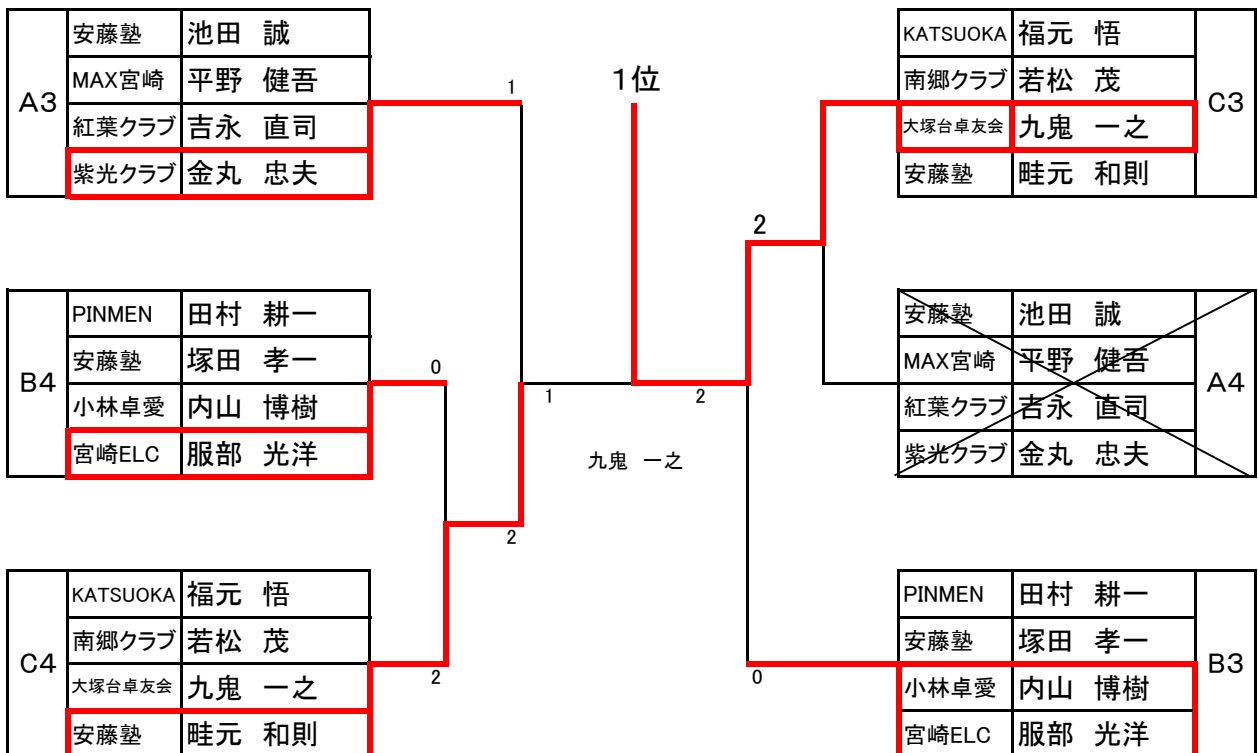 安藤塾 池田 誠
MAX宮崎 平野 健吾
A3
紅葉クラブ 吉永 直司
紫光クラブ 金丸 忠夫
1
1位
KATSUOKA 福元 悟
南郷クラブ 若松 茂
C3
大塚台卓友会 九鬼 一之
安藤塾 畦元 和則
2
PINMEN 田村 耕一
安藤塾 塚田 孝一
B4
小林卓愛 内山 博樹
宮崎ELC 服部 光洋
0
1
2
九鬼 一之
安藤塾 池田 誠
MAX宮崎 平野 健吾
A4
紅葉クラブ 吉永 直司
紫光クラブ 金丸 忠夫
2
KATSUOKA 福元 悟
南郷クラブ 若松 茂
C4
大塚台卓友会 九鬼 一之
安藤塾 畦元 和則
2
0
PINMEN 田村 耕一
安藤塾 塚田 孝一
B3
小林卓愛 内山 博樹
宮崎ELC 服部 光洋